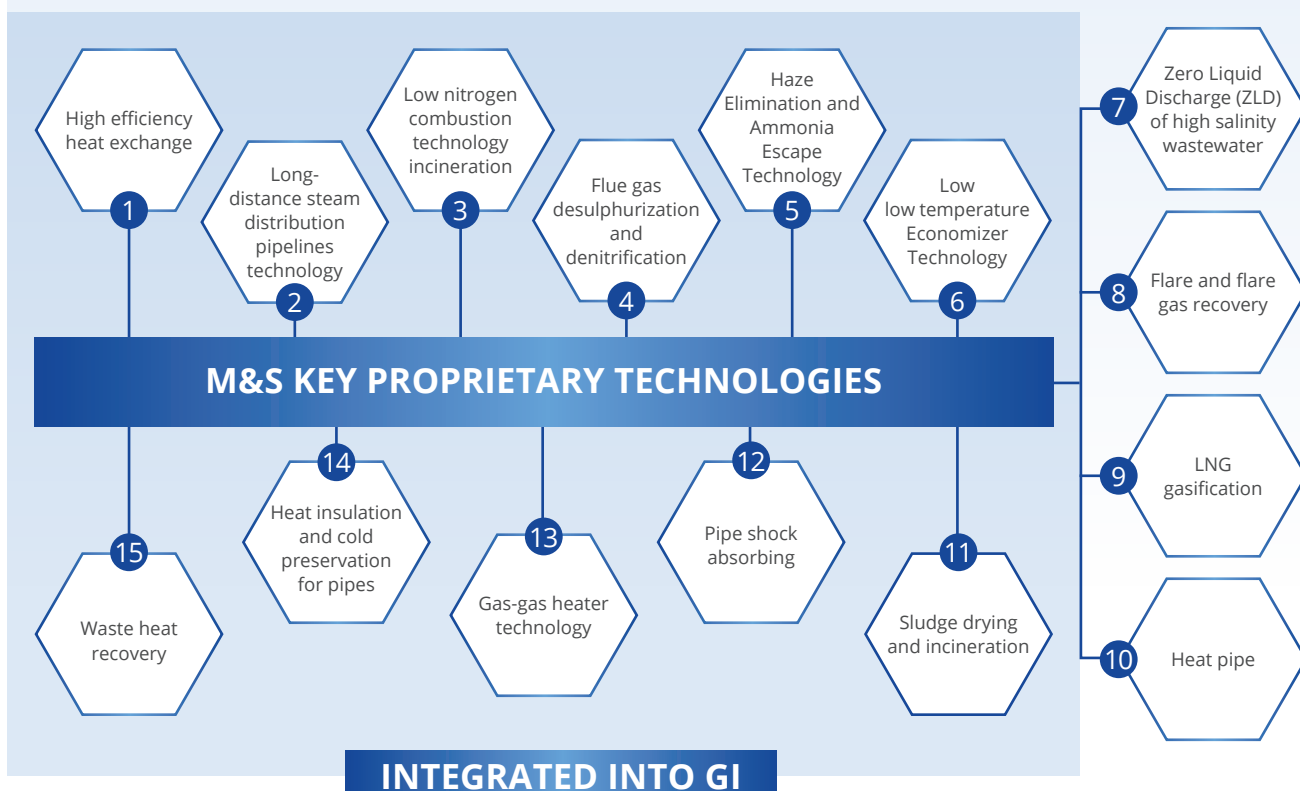 High efficiency
heat exchange
1
Long-
distance steam
distribution
pipelines
technology
2
Low nitrogen
combustion
technology
incineration
3
Flue gas
desulphurization
and
denitrification
4
Haze
Elimination and
Ammonia
Escape
Technology
5
Low
low temperature
Economizer
Technology
6
7
Zero Liquid
Discharge (ZLD)
of high salinity
wastewater
8
Flare and flare
gas recovery
9
LNG
gasification
10
Heat pipe
M&S KEY PROPRIETARY TECHNOLOGIES
11
Sludge drying
and incineration
12
Pipe shock
absorbing
13
Gas-gas heater
technology
14
Heat insulation
and cold
preservation
for pipes
15
Waste heat
recovery
INTEGRATED INTO GI